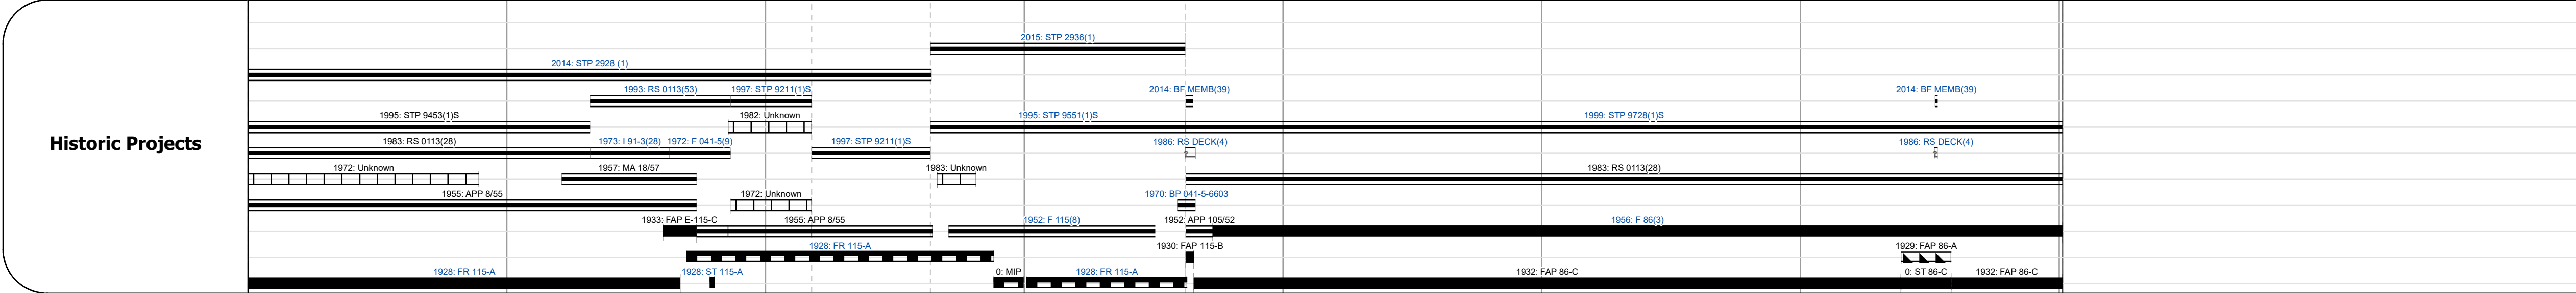 2015: STP 2936(1)
2014: STP 2928 (1)
1993: RS 0113(53) 1997: STP 9211(1)S 2014: BF MEMB(39) 2014: BF MEMB(39)
1995: STP 9453(1)S 1982: Unknown 1995: STP 9551(1)S 1999: STP 9728(1)S
Historic Projects
1983: RS 0113(28) 1973: I 91-3(28) 1972: F 041-5(9) 1997: STP 9211(1)S 1986: RS DECK(4) 1986: RS DECK(4)
1972: Unknown 1957: MA 18/57 1983: Unknown 1983: RS 0113(28)
1955: APP 8/55 1972: Unknown 1970: BP 041-5-6603
1933: FAP E-115-C 1955: APP 8/55 1952: F 115(8) 1952: APP 105/52 1956: F 86(3)
1928: FR 115-A 1930: FAP 115-B 1929: FAP 86-A
1928: FR 115-A 1928: ST 115-A 0: MIP 1928: FR 115-A 1932: FAP 86-C 0: ST 86-C 1932: FAP 86-C